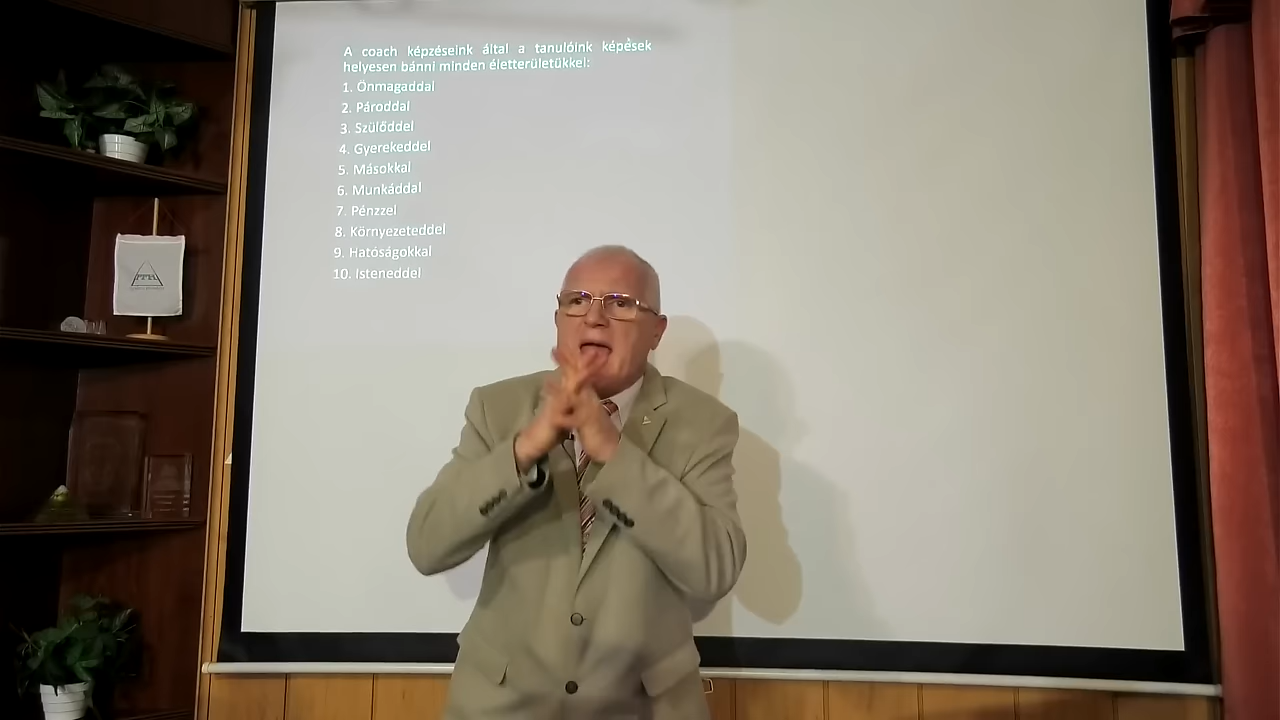 A coach képzéseink által a tanulóink képesek
helyesen bánni minden életterületükkel:
1. Önmagaddal
2. Pároddal
3. Szülőddel
4. Gyerekeddel
5. Másokkal
6. Munkáddal
7. Pénzzel
8. Környezeteddel
9. Hatóságokkal
10. Isteneddel